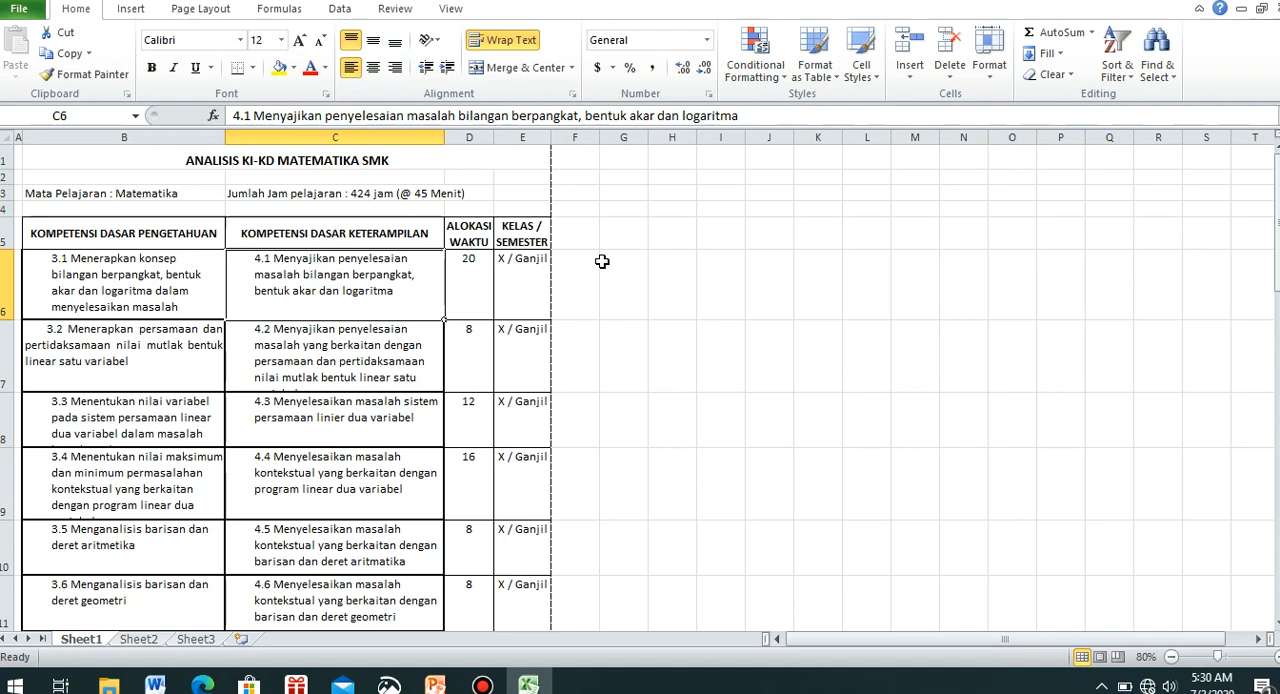 File Home Insert Page Layout Formulas Data Review View
Paste
Cut
Copy
Format Painter
Calibri 12
B I U
Wrap Text
Merge & Center
General
$ % ,
Conditional Formatting
Format as Table
Cell Styles
Insert
Delete
Format
AutoSum
Fill
Clear
Sort & Filter
Find & Select
Clipboard Font Alignment Number Styles Cells Editing
C6 fx 4.1 Menyajikan penyelesaian masalah bilangan berpangkat, bentuk akar dan logaritma
A B C D E F G H I J K L M N O P Q R S T
1 ANALISIS KI-KD MATEMATIKA SMK
2
3 Mata Pelajaran : Matematika Jumlah Jam pelajaran : 424 jam (@ 45 Menit)
4
5 KOMPETENSI DASAR PENGETAHUAN KOMPETENSI DASAR KETERAMPILAN ALOKASI WAKTU KELAS / SEMESTER
6
3.1 Menerapkan konsep
bilangan berpangkat, bentuk
akar dan logaritma dalam
menyelesaikan masalah
4.1 Menyajikan penyelesaian
masalah bilangan berpangkat,
bentuk akar dan logaritma
20 X / Ganjil
7
3.2 Menerapkan persamaan dan
pertidaksamaan nilai mutlak bentuk
linear satu variabel
4.2 Menyajikan penyelesaian
masalah yang berkaitan dengan
persamaan dan pertidaksamaan
nilai mutlak bentuk linear satu
8 X / Ganjil
8
3.3 Menentukan nilai variabel
pada sistem persamaan linear
dua variabel dalam masalah
4.3 Menyelesaikan masalah sistem
persamaan linier dua variabel
12 X / Ganjil
9
3.4 Menentukan nilai maksimum
dan minimum permasalahan
kontekstual yang berkaitan
dengan program linear dua
4.4 Menyelesaikan masalah
kontekstual yang berkaitan dengan
program linear dua variabel
16 X / Ganjil
10
3.5 Menganalisis barisan dan
deret aritmetika
4.5 Menyelesaikan masalah
kontekstual yang berkaitan dengan
barisan dan deret aritmatika
8 X / Ganjil
11
3.6 Menganalisis barisan dan
deret geometri
4.6 Menyelesaikan masalah
kontekstual yang berkaitan dengan
barisan dan deret geometri
8 X / Ganjil
Sheet1 Sheet2 Sheet3
Ready 80%
5:30 AM